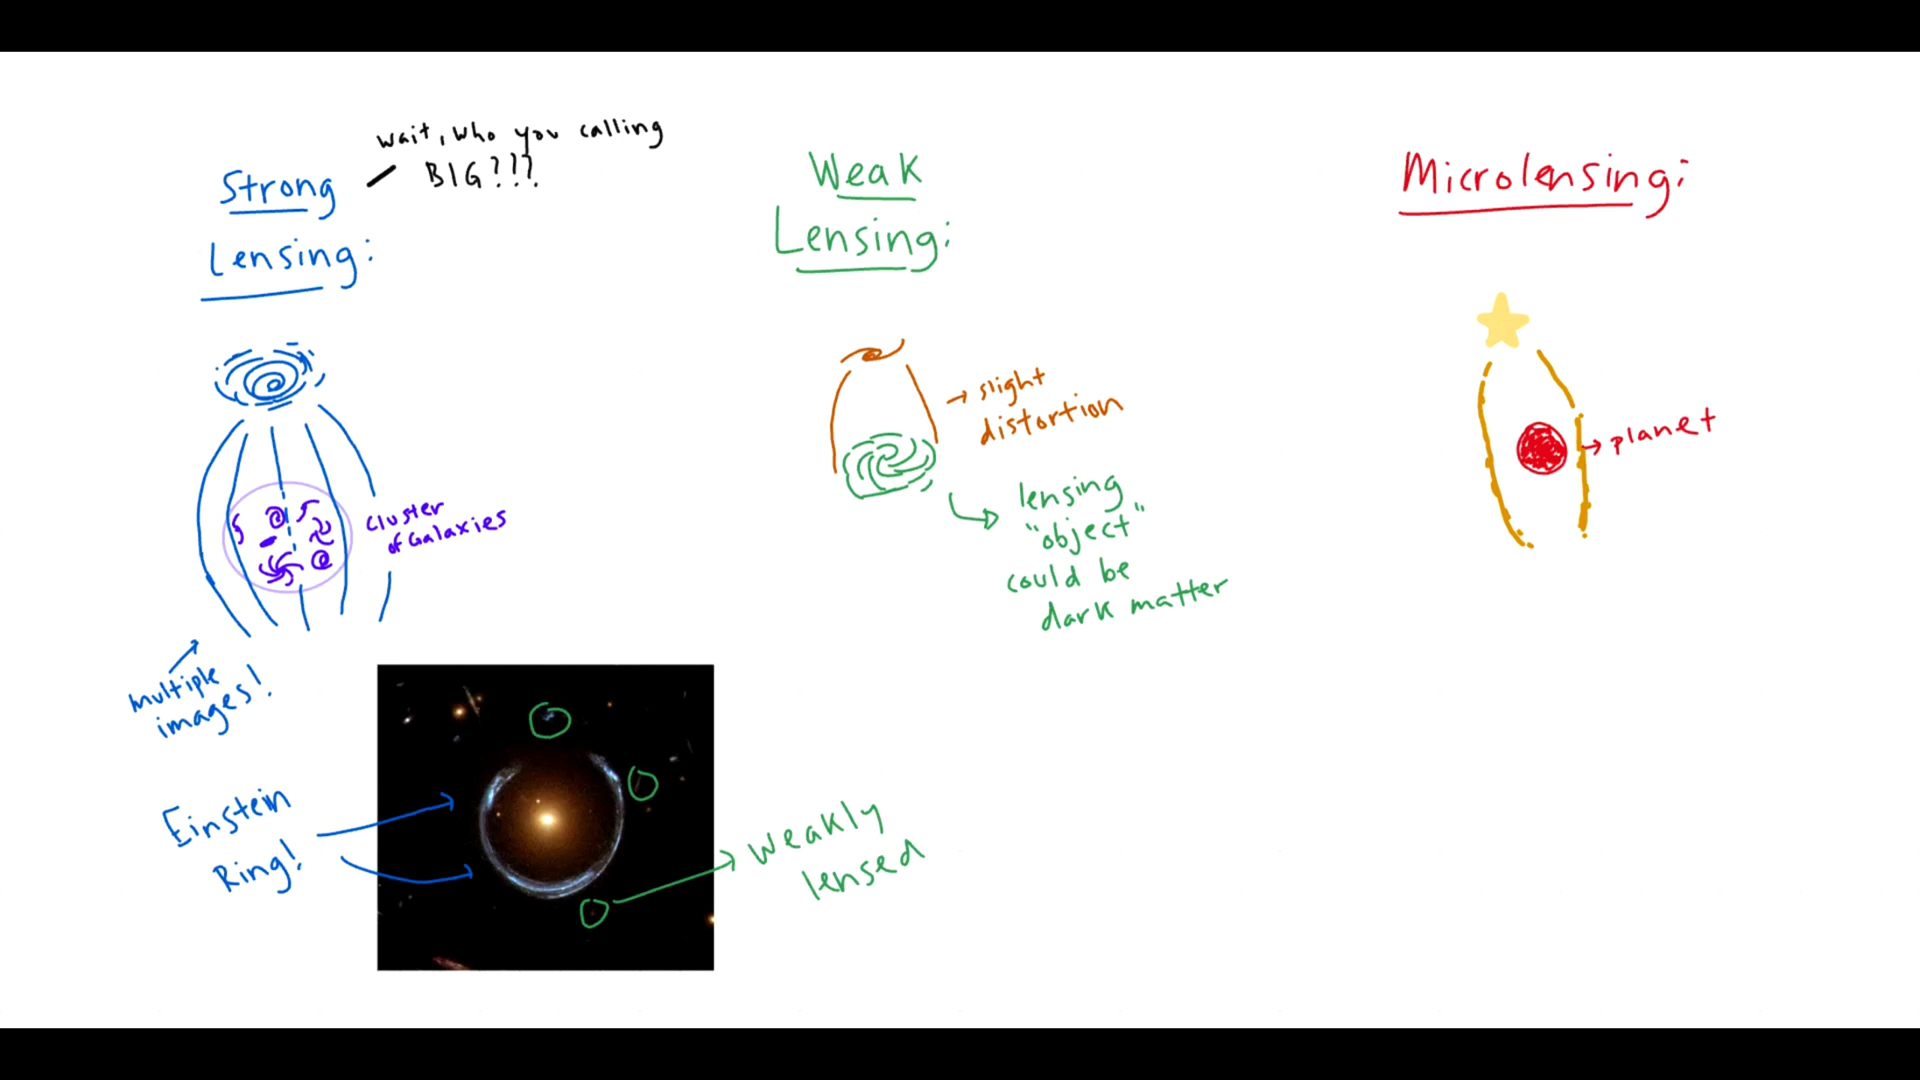 wait, who you calling
BIG???
Strong
Lensing:
cluster
of Galaxies
multiple
images!
Einstein
Ring!
Weak
Lensing:
slight
distortion
lensing
"object"
could be
dark matter
weakly
lensed
Microlensing:
planet